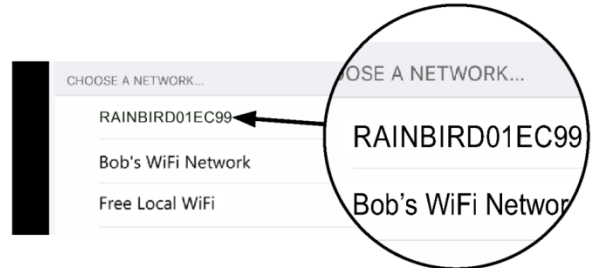 CHOOSE A NETWORK...
RAINBIRD01EC99
Bob's WiFi Network
Free Local WiFi
OSE A NETWORK...
RAINBIRD01EC99
Bob's WiFi Networ